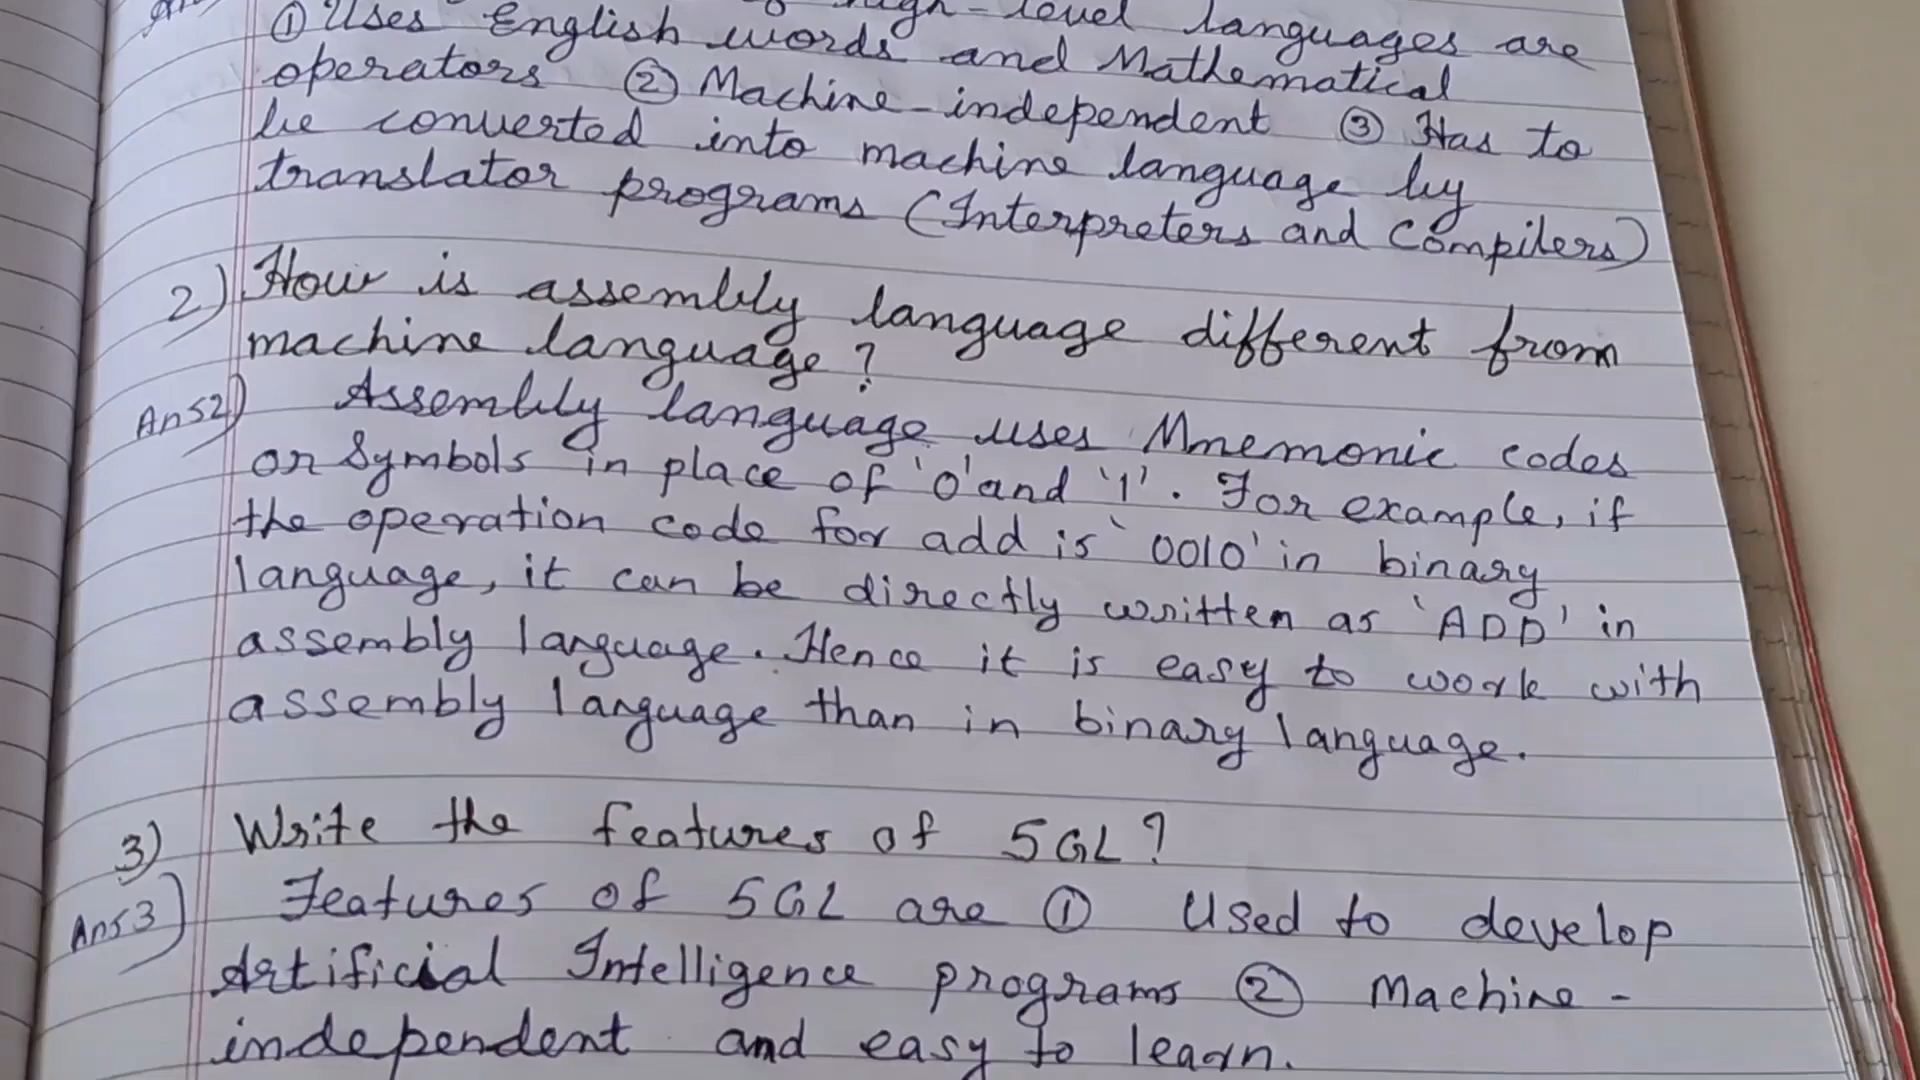 high-level languages are
① Uses English words and Mathematical
operators ② Machine-independent ③ Has to
be converted into machine language by
translator programs (Interpreters and Compilers)
2) How is assembly language different from
machine language?
Ans2) Assembly language uses Mnemonic codes
or Symbols in place of '0' and '1'. For example, if
the operation code for add is '0010' in binary
language, it can be directly written as 'ADD' in
assembly language. Hence it is easy to work with
assembly language than in binary language.
3) Write the features of 5GL?
Ans3) Features of 5GL are ① Used to develop
Artificial Intelligence programs ② Machine-
independent and easy to learn.